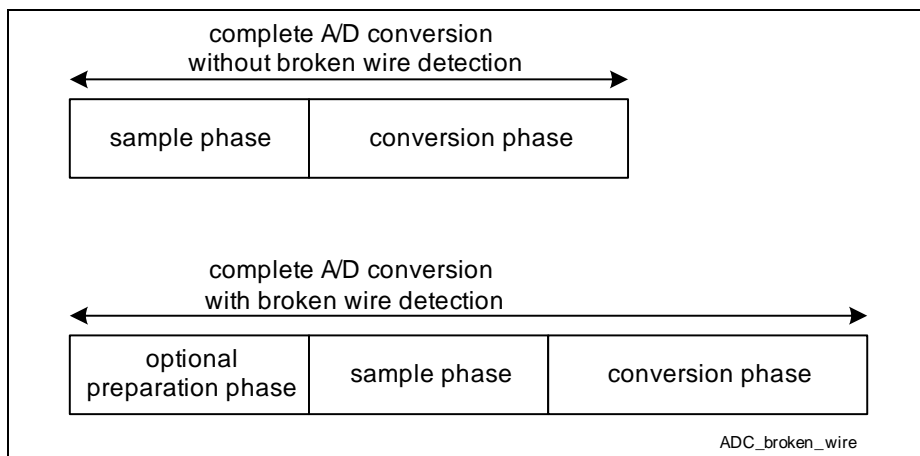 complete A/D conversion
without broken wire detection
sample phase
conversion phase
complete A/D conversion
with broken wire detection
optional
preparation phase
sample phase
conversion phase
ADC_broken_wire